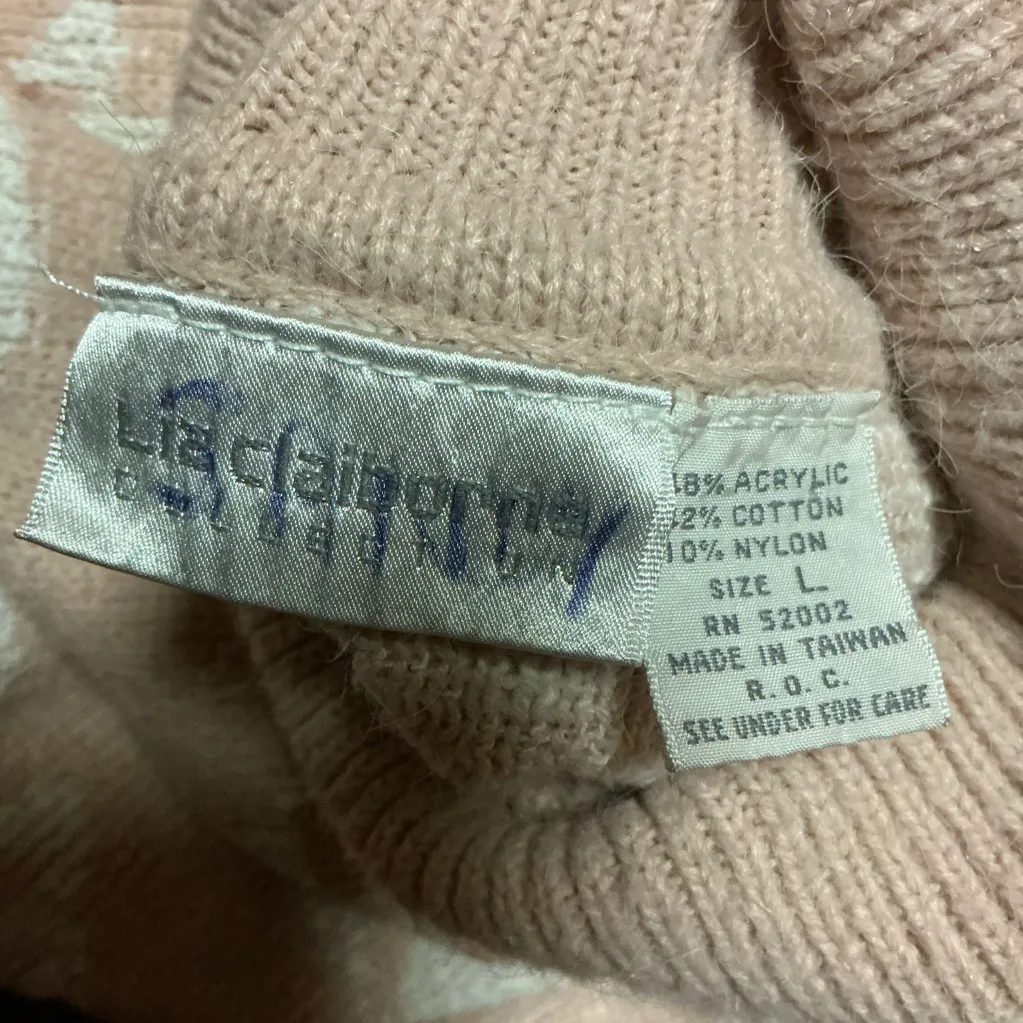 Liz claiborne
48% ACRYLIC
42% COTTON
10% NYLON
SIZE L
RN 52002
MADE IN TAIWAN
R. O. C.
SEE UNDER FOR CARE